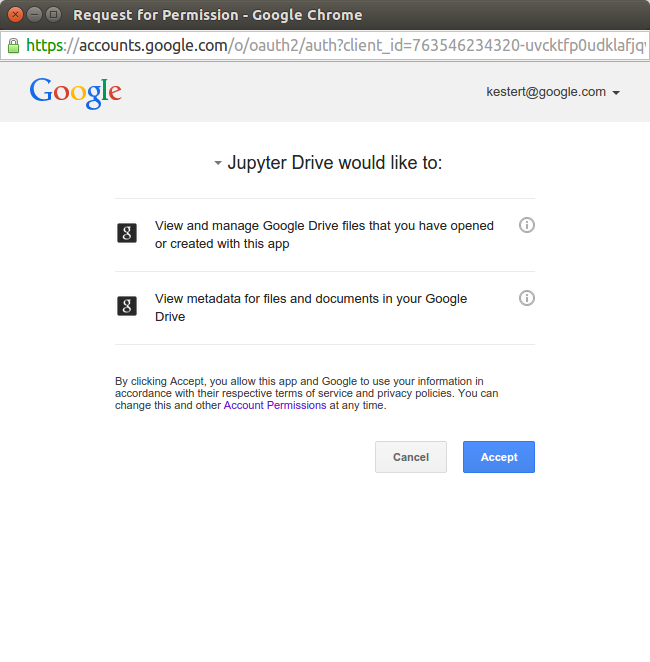 Request for Permission - Google Chrome
https://accounts.google.com/o/oauth2/auth?client_id=763546234320-uvcktfp0udklafjq
Google
kestert@google.com
Jupyter Drive would like to:
g
View and manage Google Drive files that you have opened
or created with this app
i
g
View metadata for files and documents in your Google
Drive
i
By clicking Accept, you allow this app and Google to use your information in
accordance with their respective terms of service and privacy policies. You can
change this and other Account Permissions at any time.
Cancel
Accept